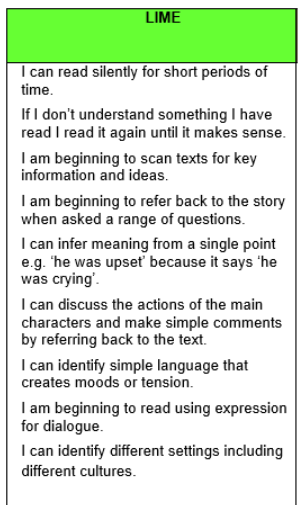 LIME
I can read silently for short periods of
time.
If I don't understand something I have
read I read it again until it makes sense.
I am beginning to scan texts for key
information and ideas.
I am beginning to refer back to the story
when asked a range of questions.
I can infer meaning from a single point
e.g. ‘he was upset’ because it says ‘he
was crying’.
I can discuss the actions of the main
characters and make simple comments
by referring back to the text.
I can identify simple language that
creates moods or tension.
I am beginning to read using expression
for dialogue.
I can identify different settings including
different cultures.